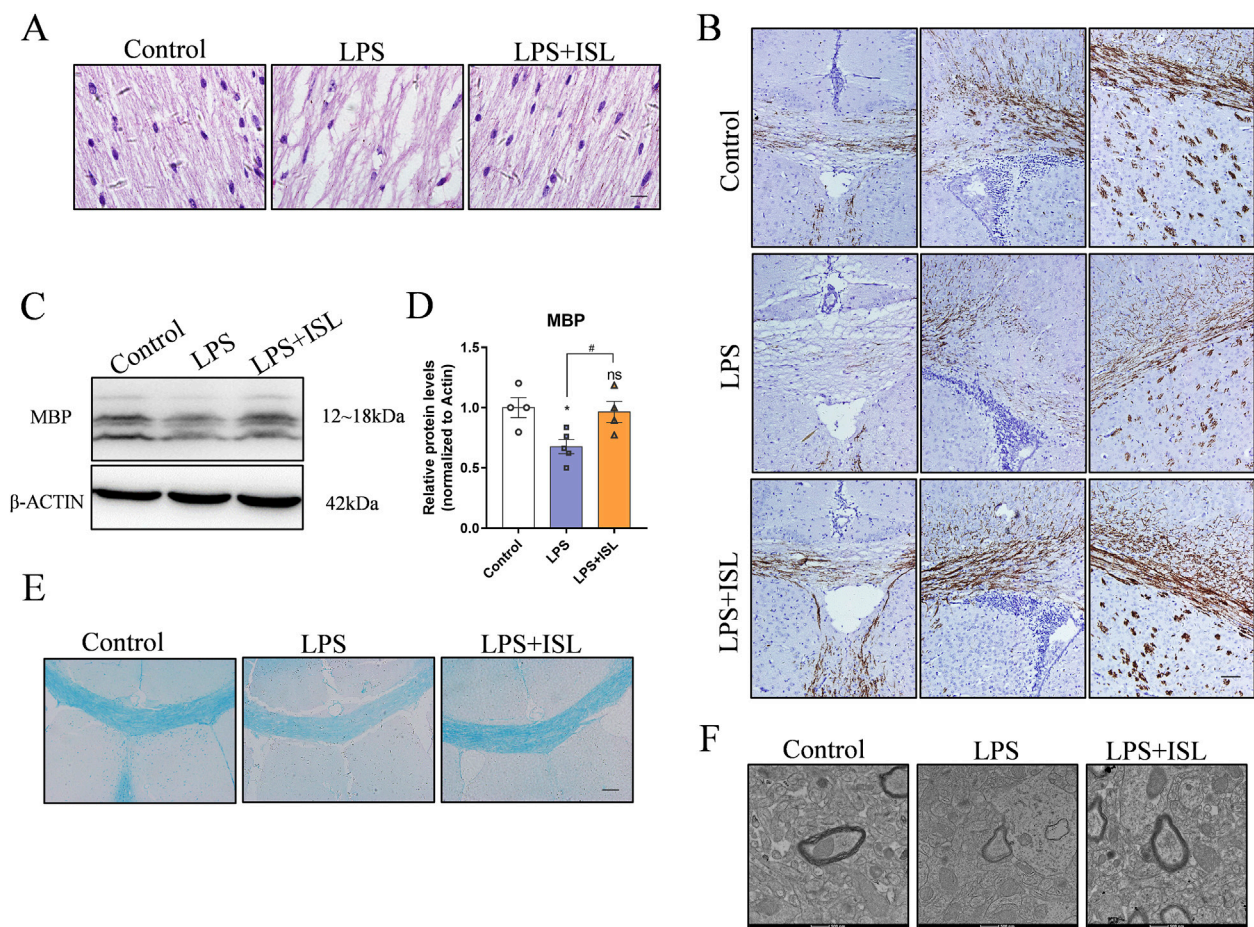 A
Control
LPS
LPS+ISL
B
Control
LPS
LPS+ISL
C
Control
LPS
LPS+ISL
MBP
12~18kDa
β-ACTIN
42kDa
D
MBP
Relative protein levels
(normalized to Actin)
1.5
1.0
0.5
0.0
*
#
ns
Control
LPS
LPS+ISL
E
Control
LPS
LPS+ISL
F
Control
LPS
LPS+ISL